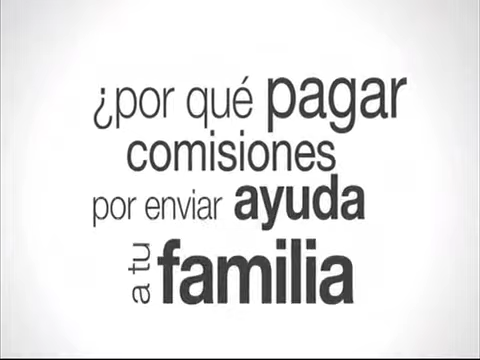 ¿por qué pagar
comisiones
por enviar ayuda
a tu familia